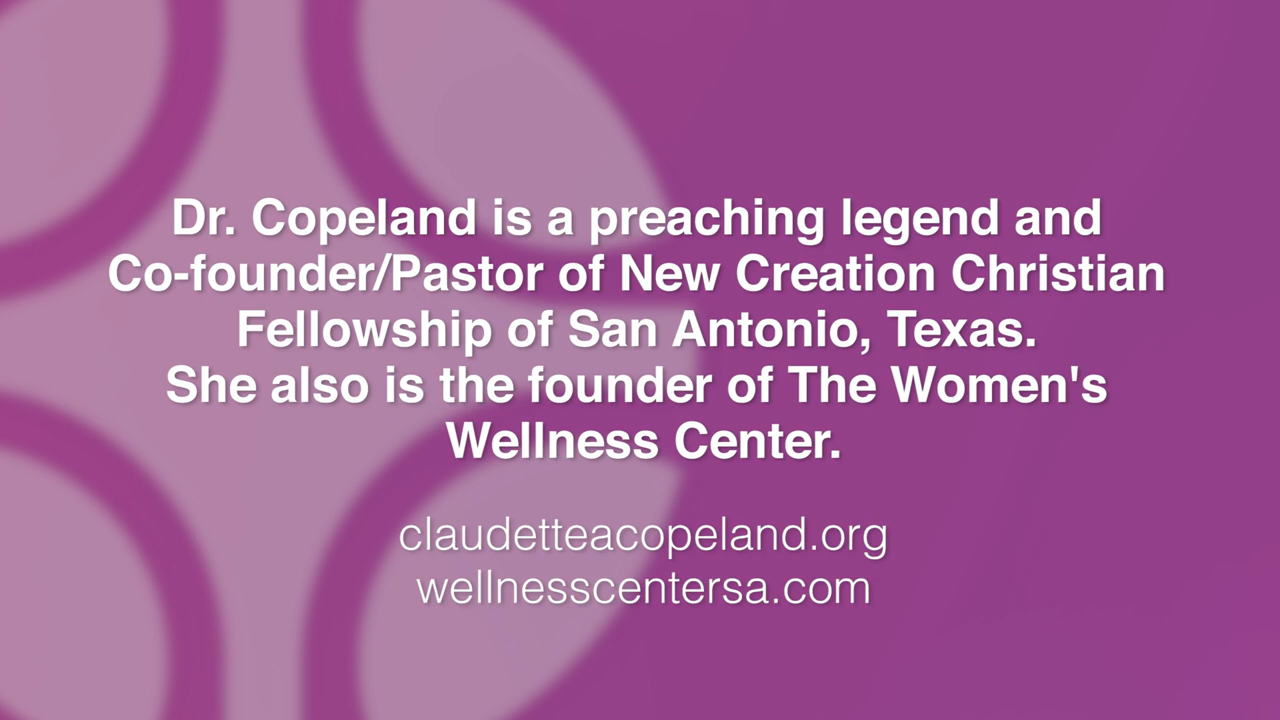 Dr. Copeland is a preaching legend and
Co-founder/Pastor of New Creation Christian
Fellowship of San Antonio, Texas.
She also is the founder of The Women's
Wellness Center.
claudetteacopeland.org
wellnesscentersa.com